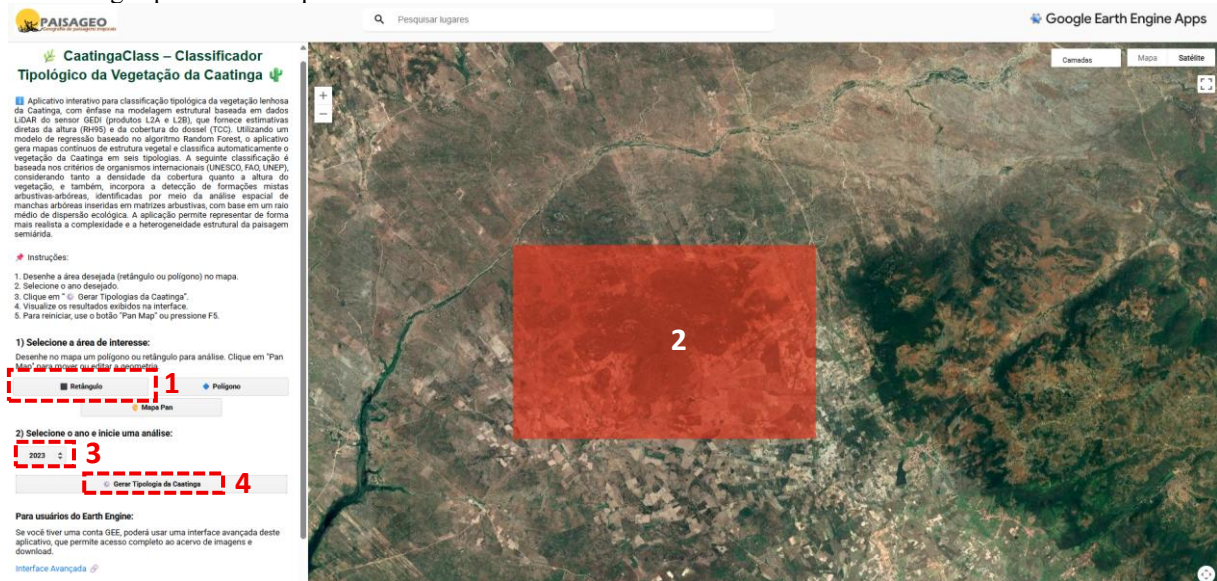 PAISAGEO
Pesquisar lugares
Google Earth Engine Apps
CaatingaClass – Classificador
Tipológico da Vegetação da Caatinga
Camadas
Mapa
Satélite
Aplicativo interativo para classificação tipológica da vegetação lenhosa
da Caatinga, com ênfase na modelagem estrutural baseada em dados
LiDAR do sensor GEDI (produtos L2A e L2B), que fornece estimativas
diretas da altura (RH95) e da cobertura do dossel (TCC). Utilizando um
modelo de regressão baseado no algoritmo Random Forest, o aplicativo
gera mapas contínuos de estrutura vegetal e classifica automaticamente o
vegetação da Caatinga em seis tipologias. A seguinte classificação é
baseada nos critérios de organismos internacionais (UNESCO, FAO, UNEP),
considerando tanto a densidade da cobertura quanto a altura do
vegetação, e também, incorpora a detecção de formações mistas
arbustivas-arbóreas, identificadas por meio da análise espacial de
manchas arbóreas inseridas em matrizes arbustivas, com base em um raio
médio de dispersão ecológica. A aplicação permite representar de forma
mais realista a complexidade e a heterogeneidade estrutural da paisagem
semiárida.
Instruções:
1. Desenhe a área desejada (retângulo ou polígono) no mapa.
2. Selecione o ano desejado.
3. Clique em " Gerar Tipologias da Caatinga".
4. Visualize os resultados exibidos na interface.
5. Para reiniciar, use o botão "Pan Map" ou pressione F5.
1) Selecione a área de interesse:
Desenhe no mapa um polígono ou retângulo para análise. Clique em "Pan
Map" para mover ou editar a geometria.
Retângulo
1
Polígono
2
Mapa Pan
2) Selecione o ano e inicie uma análise:
2023
3
Gerar Tipologia da Caatinga
4
Para usuários do Earth Engine:
Se você tiver uma conta GEE, poderá usar uma interface avançada deste
aplicativo, que permite acesso completo ao acervo de imagens e
download.
Interface Avançada